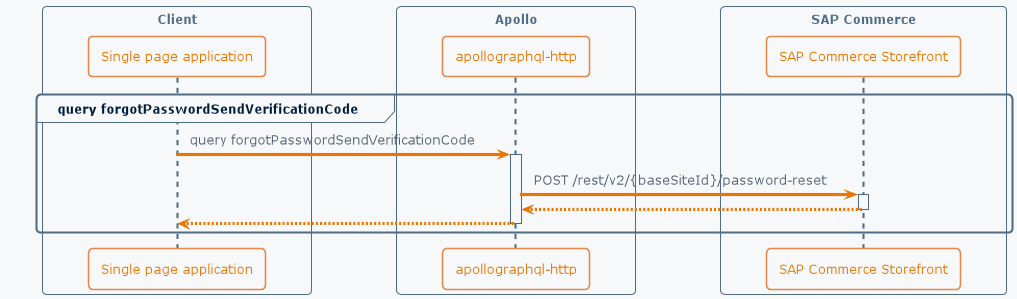 Client Apollo SAP Commerce
Single page application apollographql-http SAP Commerce Storefront
query forgotPasswordSendVerificationCode
query forgotPasswordSendVerificationCode
POST /rest/v2/{baseSiteId}/password-reset
Single page application apollographql-http SAP Commerce Storefront